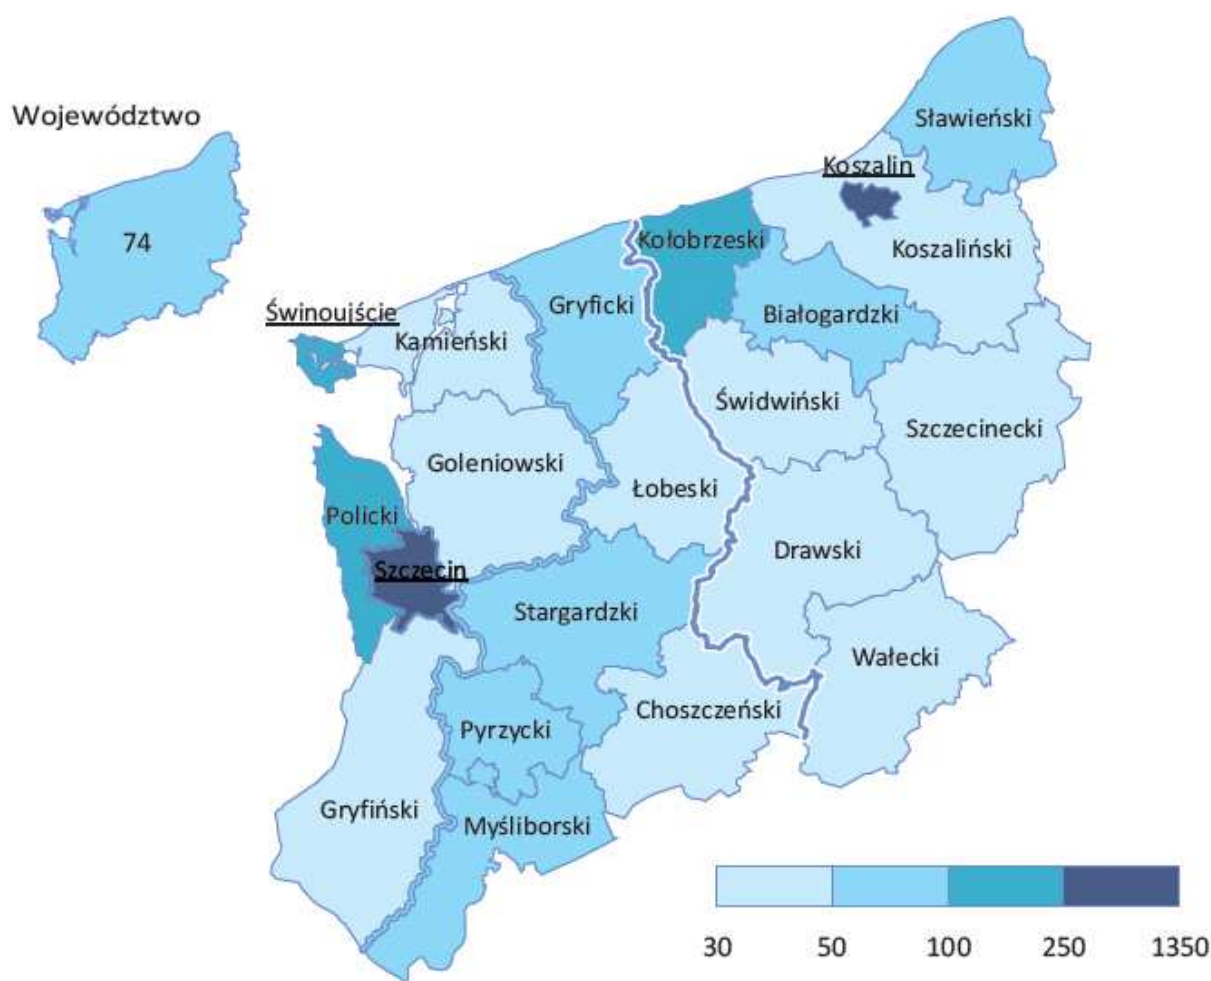 Województwo
74
Sławieński
Koszalin
Kołobrzeski
Koszaliński
Świnoujście
Gryficki
Białogardzki
Kamieński
Świdwiński
Szczecinecki
Goleniowski
Łobeski
Policki
Drawski
Szczecin
Stargardzki
Wałecki
Choszczeński
Pyrzycki
Gryfiński
Myśliborski
30 50 100 250 1350